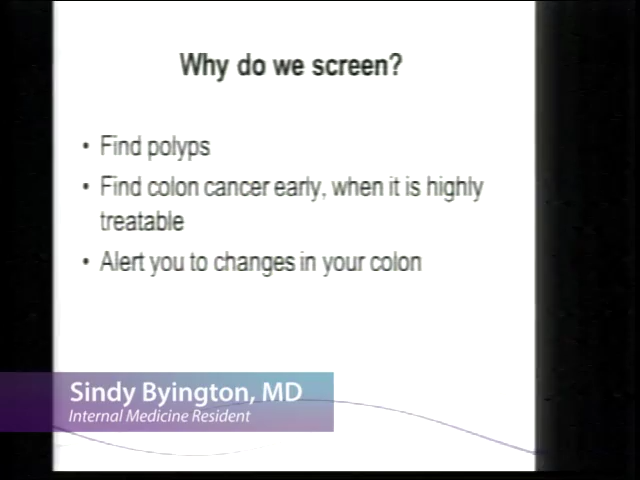 Why do we screen?
• Find polyps
• Find colon cancer early, when it is highly
treatable
• Alert you to changes in your colon
Sindy Byington, MD
Internal Medicine Resident